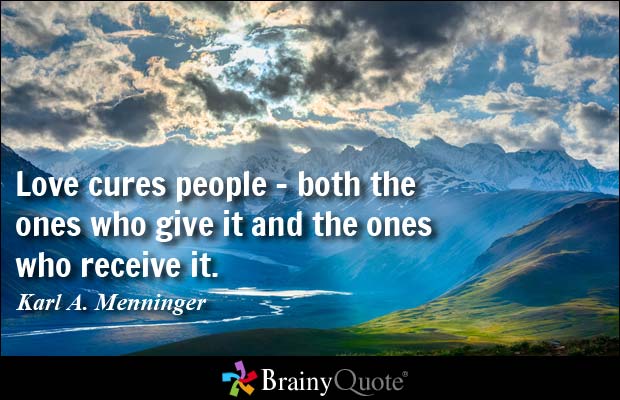 Love cures people - both the
ones who give it and the ones
who receive it.
Karl A. Menninger
BrainyQuote®